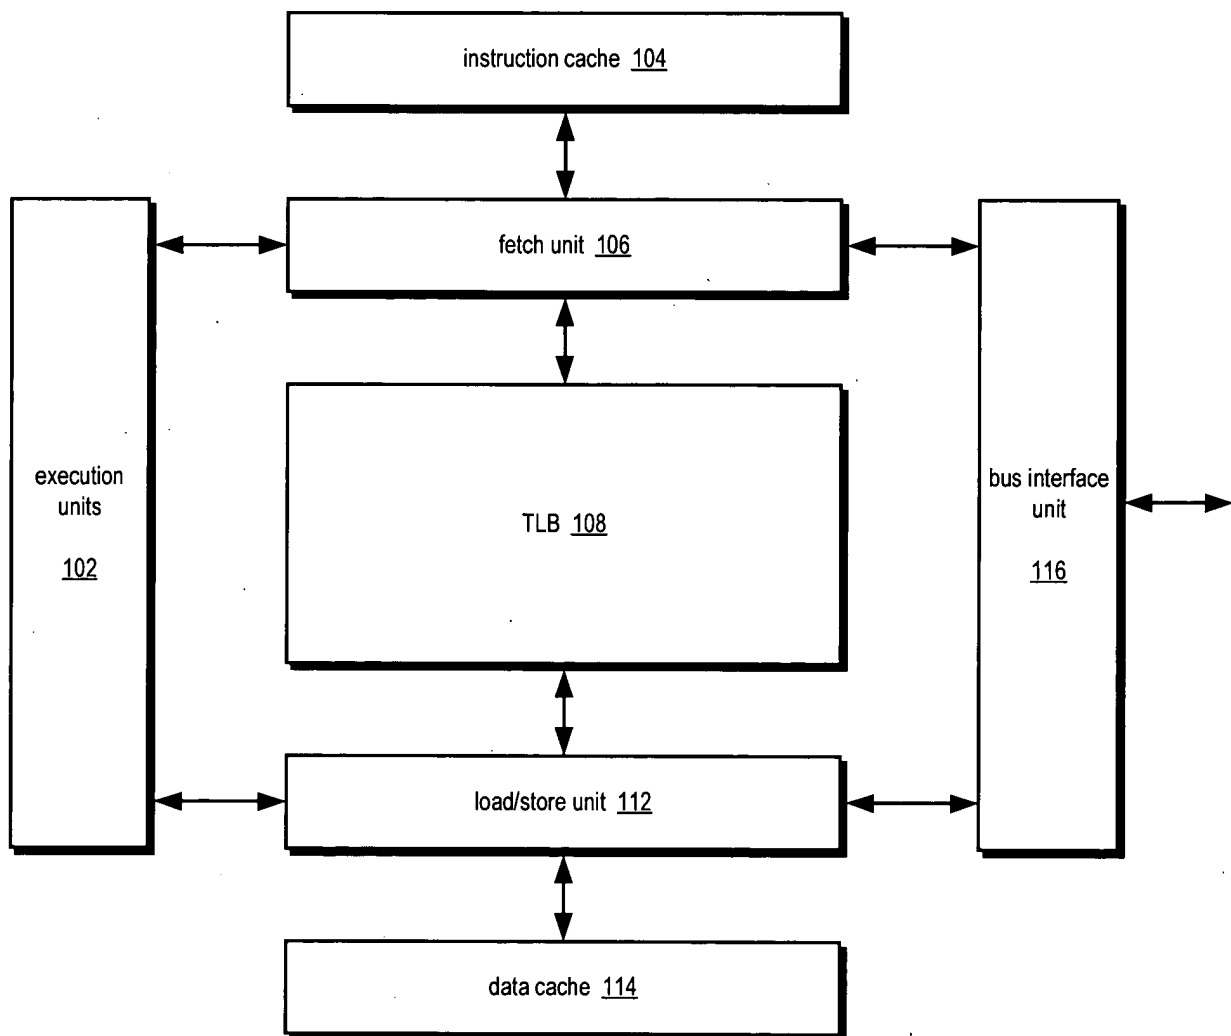 instruction cache 104
fetch unit 106
execution
units
102
TLB 108
bus interface
unit
116
load/store unit 112
data cache 114